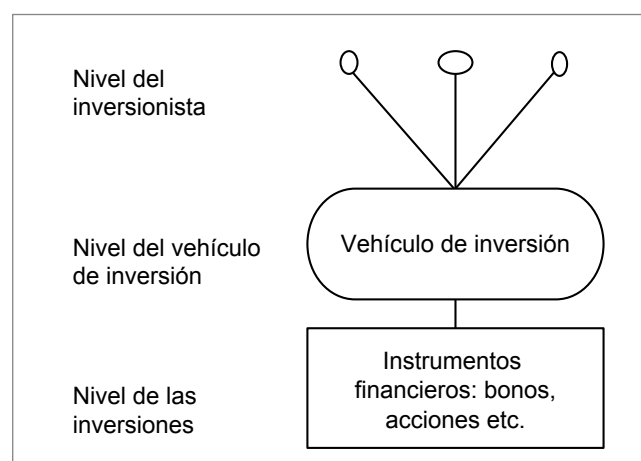 Nivel del
inversionista
Nivel del vehículo
de inversión
Vehículo de inversión
Nivel de las
inversiones
Instrumentos
financieros: bonos,
acciones etc.